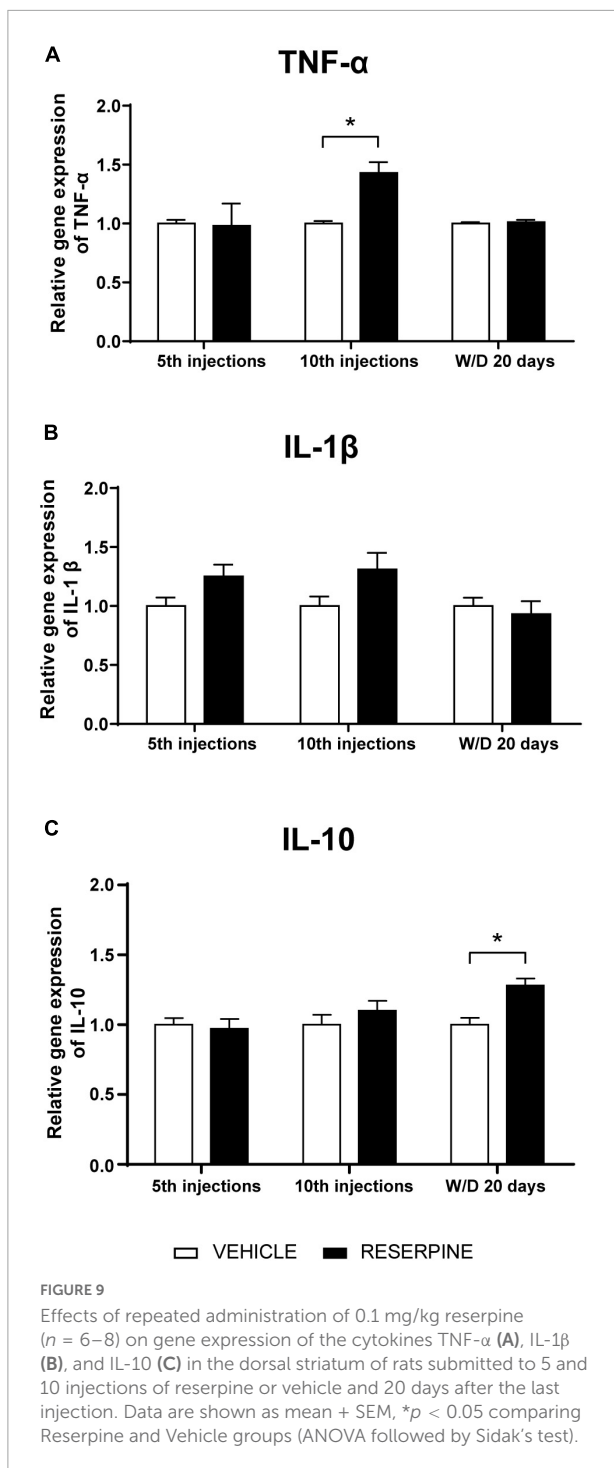 A
TNF-α
Relative gene expression
of TNF-α
2.0
1.5
1.0
0.5
0.0
*
5th injections 10th injections W/D 20 days
B
IL-1β
Relative gene expression
of IL-1 β
2.0
1.5
1.0
0.5
0.0
5th injections 10th injections W/D 20 days
C
IL-10
Relative gene expression
of IL-10
2.0
1.5
1.0
0.5
0.0
*
5th injections 10th injections W/D 20 days
VEHICLE RESERPINE
FIGURE 9
Effects of repeated administration of 0.1 mg/kg reserpine
(n = 6–8) on gene expression of the cytokines TNF-α (A), IL-1β
(B), and IL-10 (C) in the dorsal striatum of rats submitted to 5 and
10 injections of reserpine or vehicle and 20 days after the last
injection. Data are shown as mean + SEM, *p < 0.05 comparing
Reserpine and Vehicle groups (ANOVA followed by Sidak's test).